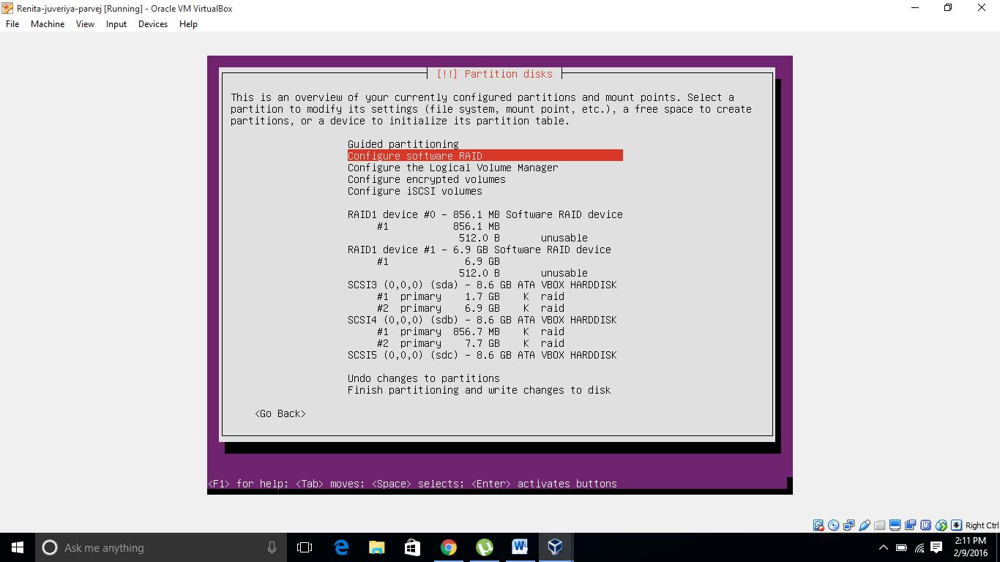 Renita-juveriya-parvej [Running] - Oracle VM VirtualBox
File Machine View Input Devices Help
[!!] Partition disks
This is an overview of your currently configured partitions and mount points. Select a
partition to modify its settings (file system, mount point, etc.), a free space to create
partitions, or a device to initialize its partition table.
Guided partitioning
Configure software RAID
Configure the Logical Volume Manager
Configure encrypted volumes
Configure iSCSI volumes
RAID1 device #0 - 856.1 MB Software RAID device
#1 856.1 MB
512.0 B unusable
RAID1 device #1 - 6.9 GB Software RAID device
#1 6.9 GB
512.0 B unusable
SCSI3 (0,0,0) (sda) - 8.6 GB ATA VBOX HARDDISK
#1 primary 1.7 GB K raid
#2 primary 6.9 GB K raid
SCSI4 (0,0,0) (sdb) - 8.6 GB ATA VBOX HARDDISK
#1 primary 856.7 MB K raid
#2 primary 7.7 GB K raid
SCSI5 (0,0,0) (sdc) - 8.6 GB ATA VBOX HARDDISK
Undo changes to partitions
Finish partitioning and write changes to disk
<Go Back>
<F1> for help; <Tab> moves; <Space> selects; <Enter> activates buttons
Right Ctrl
Ask me anything
2:11 PM
2/9/2016